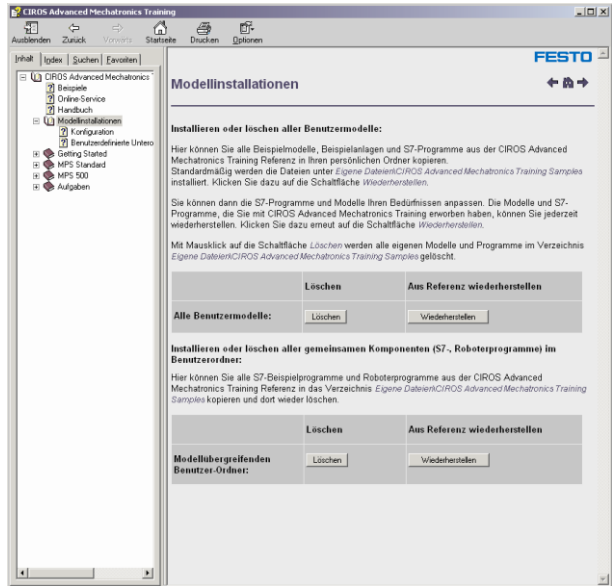 CIROS Advanced Mechatronics Training
Ausblenden Zurück Vorwärts Startseite Drucken Optionen
Inhalt Index Suchen Favoriten
CIROS Advanced Mechatronics
Beispiele
Online-Service
Handbuch
Modellinstallationen
Konfiguration
Benutzerdefinierte Untero
Getting Started
MPS Standard
MPS 500
Aufgaben
FESTO
Modellinstallationen
Installieren oder löschen aller Benutzermodelle:
Hier können Sie alle Beispielmodelle, Beispielanlagen und S7-Programme aus der CIROS Advanced
Mechatronics Training Referenz in Ihren persönlichen Ordner kopieren.
Standardmäßig werden die Dateien unter Eigene Dateien\CIROS Advanced Mechatronics Training Samples
installiert. Klicken Sie dazu auf die Schaltfläche Wiederherstellen.
Sie können dann die S7-Programme und Modelle Ihren Bedürfnissen anpassen. Die Modelle und S7-
Programme, die Sie mit CIROS Advanced Mechatronics Training erworben haben, können Sie jederzeit
wiederherstellen. Klicken Sie dazu erneut auf die Schaltfläche Wiederherstellen.
Mit Mausklick auf die Schaltfläche Löschen werden alle eigenen Modelle und Programme im Verzeichnis
Eigene Dateien\CIROS Advanced Mechatronics Training Samples gelöscht.
Löschen Aus Referenz wiederherstellen
Alle Benutzermodelle: Löschen Wiederherstellen
Installieren oder löschen aller gemeinsamen Komponenten (S7-, Roboterprogramme) im
Benutzerordner:
Hier können Sie alle S7-Beispielprogramme und Roboterprogramme aus der CIROS Advanced
Mechatronics Training Referenz in das Verzeichnis Eigene Dateien\CIROS Advanced Mechatronics Training
Samples kopieren und dort wieder löschen.
Löschen Aus Referenz wiederherstellen
Modellübergreifenden
Benutzer-Ordner: Löschen Wiederherstellen